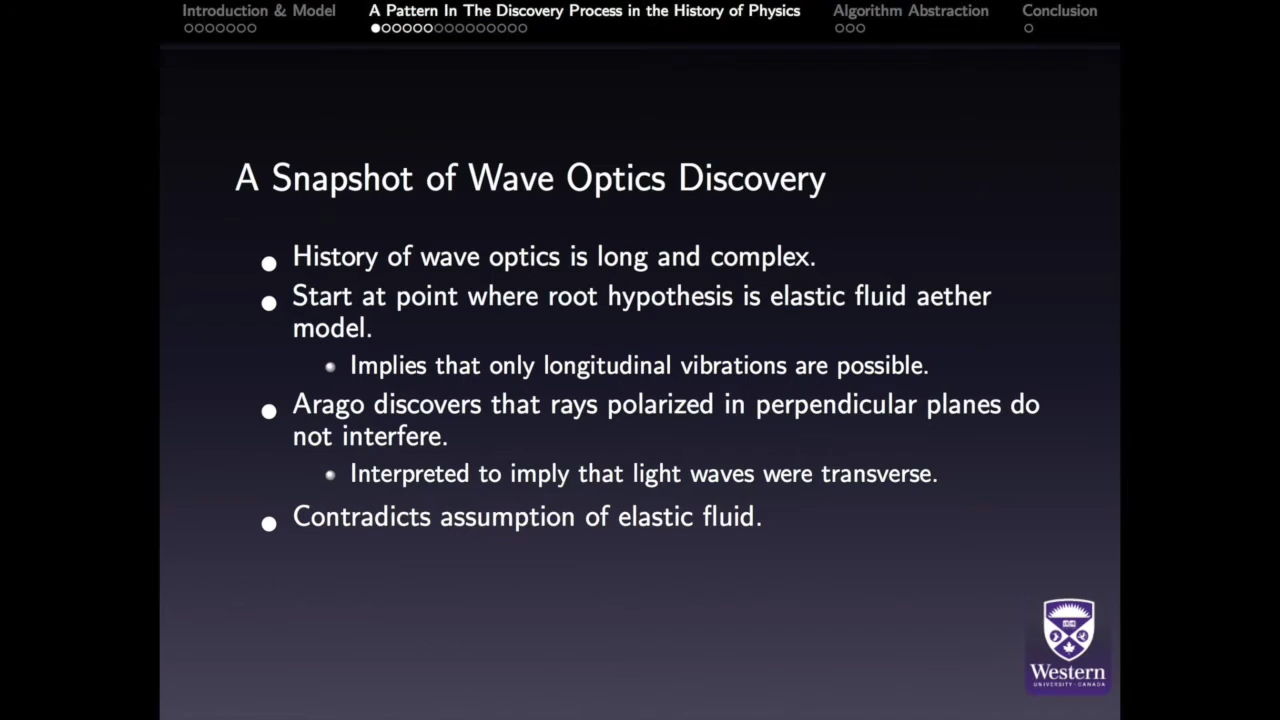 Introduction & Model
A Pattern In The Discovery Process in the History of Physics
Algorithm Abstraction
Conclusion
A Snapshot of Wave Optics Discovery
History of wave optics is long and complex.
Start at point where root hypothesis is elastic fluid aether
model.
Implies that only longitudinal vibrations are possible.
Arago discovers that rays polarized in perpendicular planes do
not interfere.
Interpreted to imply that light waves were transverse.
Contradicts assumption of elastic fluid.
Western
UNIVERSITY · CANADA